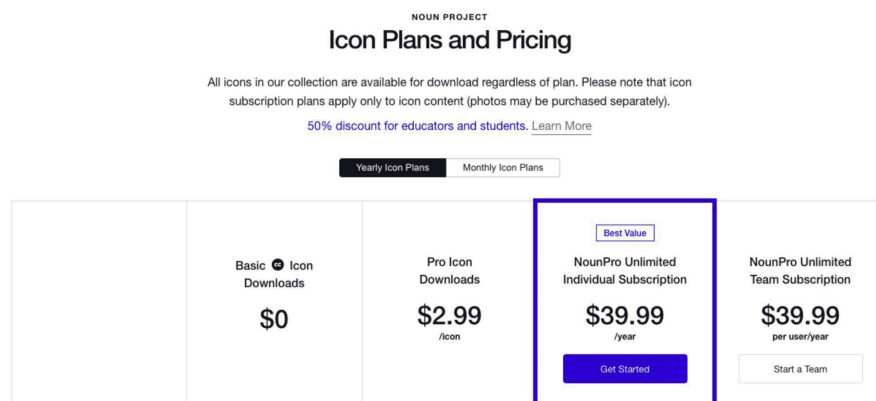 NOUN PROJECT
Icon Plans and Pricing
All icons in our collection are available for download regardless of plan. Please note that icon
subscription plans apply only to icon content (photos may be purchased separately).
50% discount for educators and students. Learn More
Yearly Icon Plans
Monthly Icon Plans
Basic cc Icon
Downloads
$0
Pro Icon
Downloads
$2.99
/icon
Best Value
NounPro Unlimited
Individual Subscription
$39.99
/year
Get Started
NounPro Unlimited
Team Subscription
$39.99
per user/year
Start a Team